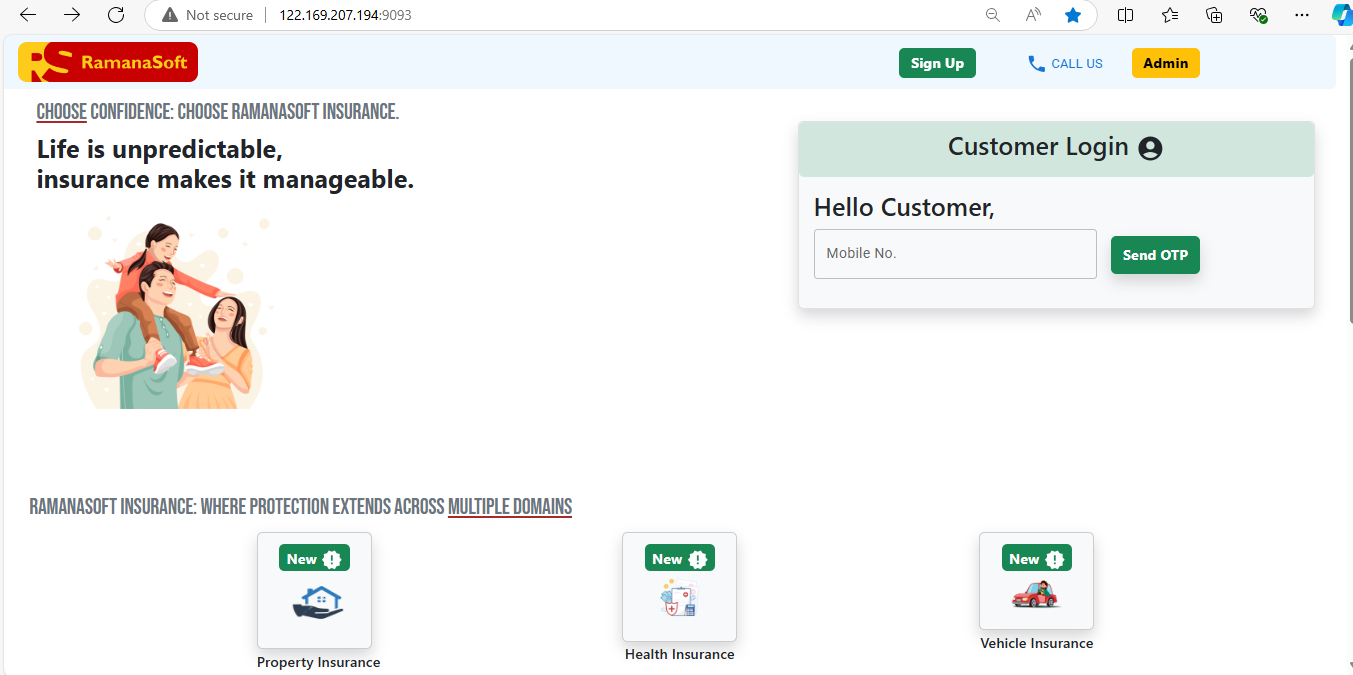 Not secure 122.169.207.194:9093
RS RamanaSoft
Sign Up
CALL US
Admin
CHOOSE CONFIDENCE: CHOOSE RAMANASOFT INSURANCE.
Life is unpredictable,
insurance makes it manageable.
Customer Login
Hello Customer,
Mobile No.
Send OTP
RAMANASOFT INSURANCE: WHERE PROTECTION EXTENDS ACROSS MULTIPLE DOMAINS
New
Property Insurance
New
Health Insurance
New
Vehicle Insurance